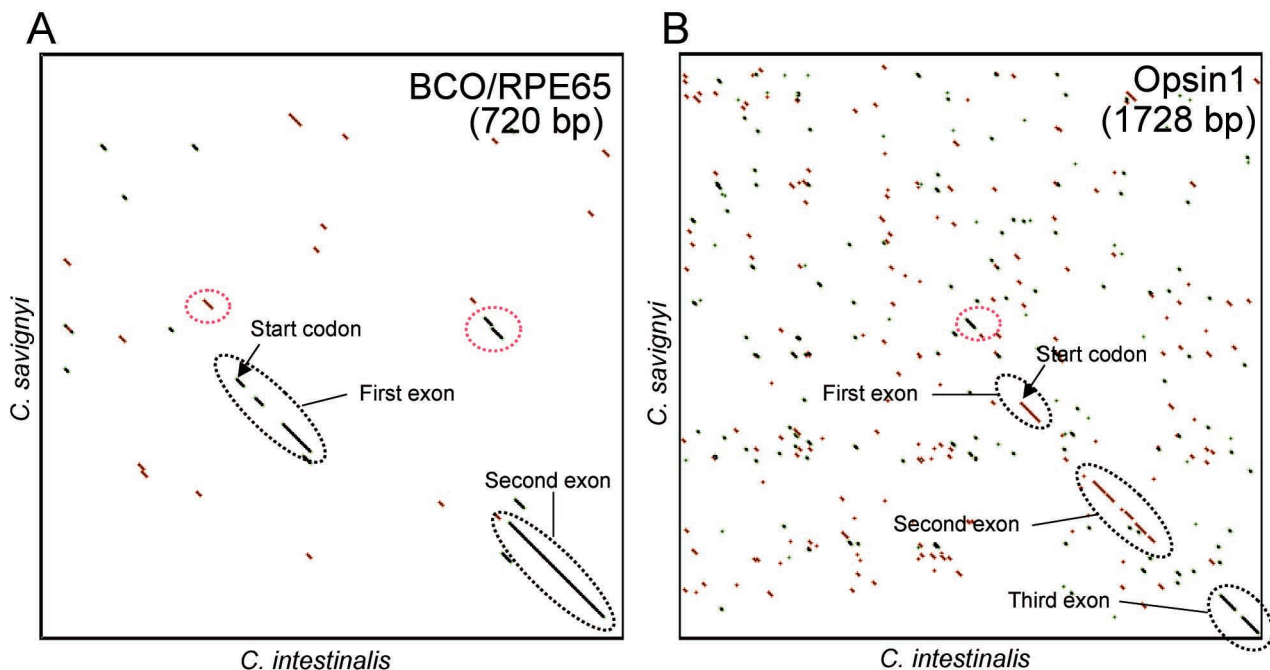 A
BCO/RPE65
(720 bp)
Start codon
First exon
Second exon
C. savignyi
C. intestinalis
B
Opsin1
(1728 bp)
Start codon
First exon
Second exon
Third exon
C. savignyi
C. intestinalis